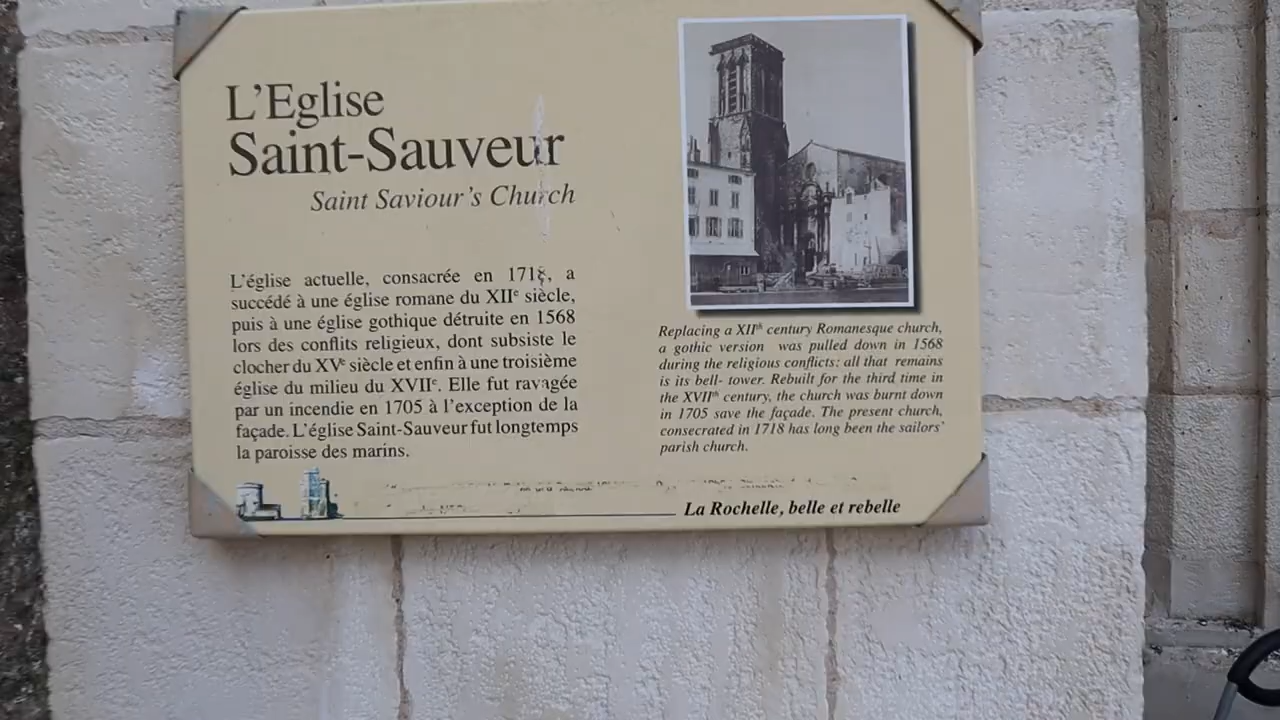 L'Eglise
Saint-Sauveur
Saint Saviour's Church
L'église actuelle, consacrée en 1718, a
succédé à une église romane du XIIe siècle,
puis à une église gothique détruite en 1568
lors des conflits religieux, dont subsiste le
clocher du XVe siècle et enfin à une troisième
église du milieu du XVIIe. Elle fut ravagée
par un incendie en 1705 à l'exception de la
façade. L'église Saint-Sauveur fut longtemps
la paroisse des marins.
Replacing a XIIth century Romanesque church,
a gothic version was pulled down in 1568
during the religious conflicts: all that remains
is its bell- tower. Rebuilt for the third time in
the XVIIth century, the church was burnt down
in 1705 save the façade. The present church,
consecrated in 1718 has long been the sailors'
parish church.
La Rochelle, belle et rebelle